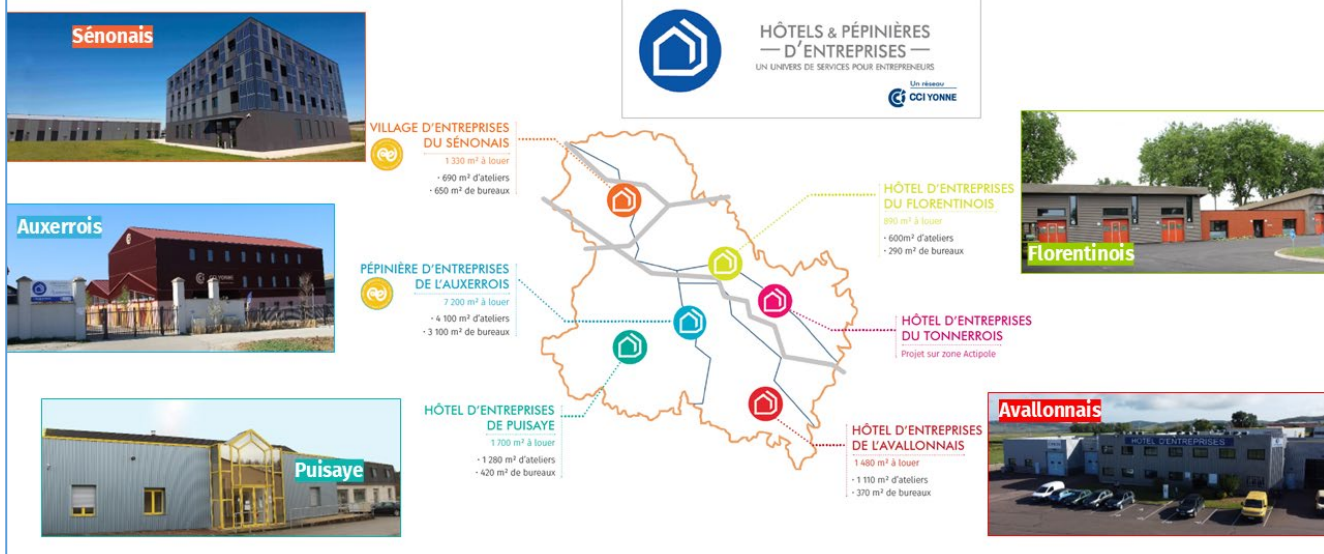 Sénonais
HÔTELS & PÉPINIÈRES
D'ENTREPRISES
UN UNIVERS DE SERVICES POUR ENTREPRENEURS
Un réseau
CCI YONNE
VILLAGE D'ENTREPRISES
DU SÉNONAIS
1 330 m² à louer
· 690 m² d'ateliers
· 650 m² de bureaux
HÔTEL D'ENTREPRISES
DU FLORENTINOIS
890 m² à louer
· 600m² d'ateliers
· 290 m² de bureaux
Florentinois
Auxerrois
CCI YONNE
PÉPINIÈRE D'ENTREPRISES
DE L'AUXERROIS
7 200 m² à louer
· 4 100 m² d'ateliers
· 3 100 m² de bureaux
HÔTEL D'ENTREPRISES
DU TONNERROIS
Projet sur zone Actipole
Puisaye
HÔTEL D'ENTREPRISES
DE PUISAYE
1 700 m² à louer
· 1 280 m² d'ateliers
· 420 m² de bureaux
HÔTEL D'ENTREPRISES
DE L'AVALLONNAIS
1 480 m² à louer
· 1 110 m² d'ateliers
· 370 m² de bureaux
Avallonnais
HOTEL D'ENTREPRISES